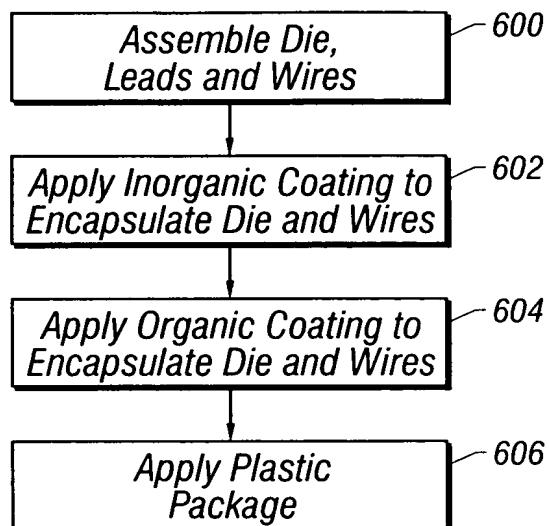 Assemble Die,
Leads and Wires
600
Apply Inorganic Coating to
Encapsulate Die and Wires
602
Apply Organic Coating to
Encapsulate Die and Wires
604
Apply Plastic
Package
606